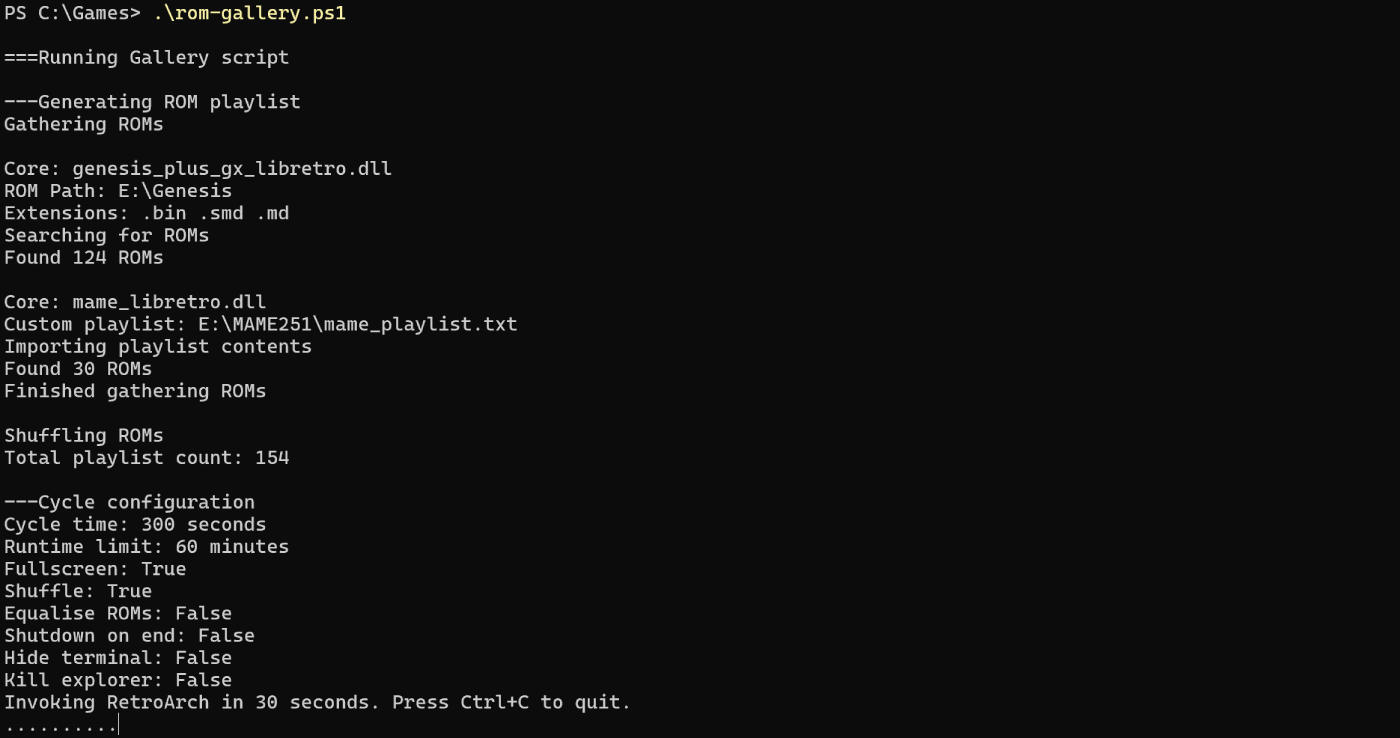 PS C:\Games> .\rom-gallery.ps1
===Running Gallery script
---Generating ROM playlist
Gathering ROMs
Core: genesis_plus_gx_libretro.dll
ROM Path: E:\Genesis
Extensions: .bin .smd .md
Searching for ROMs
Found 124 ROMs
Core: mame_libretro.dll
Custom playlist: E:\MAME251\mame_playlist.txt
Importing playlist contents
Found 30 ROMs
Finished gathering ROMs
Shuffling ROMs
Total playlist count: 154
---Cycle configuration
Cycle time: 300 seconds
Runtime limit: 60 minutes
Fullscreen: True
Shuffle: True
Equalise ROMs: False
Shutdown on end: False
Hide terminal: False
Kill explorer: False
Invoking RetroArch in 30 seconds. Press Ctrl+C to quit.
..........